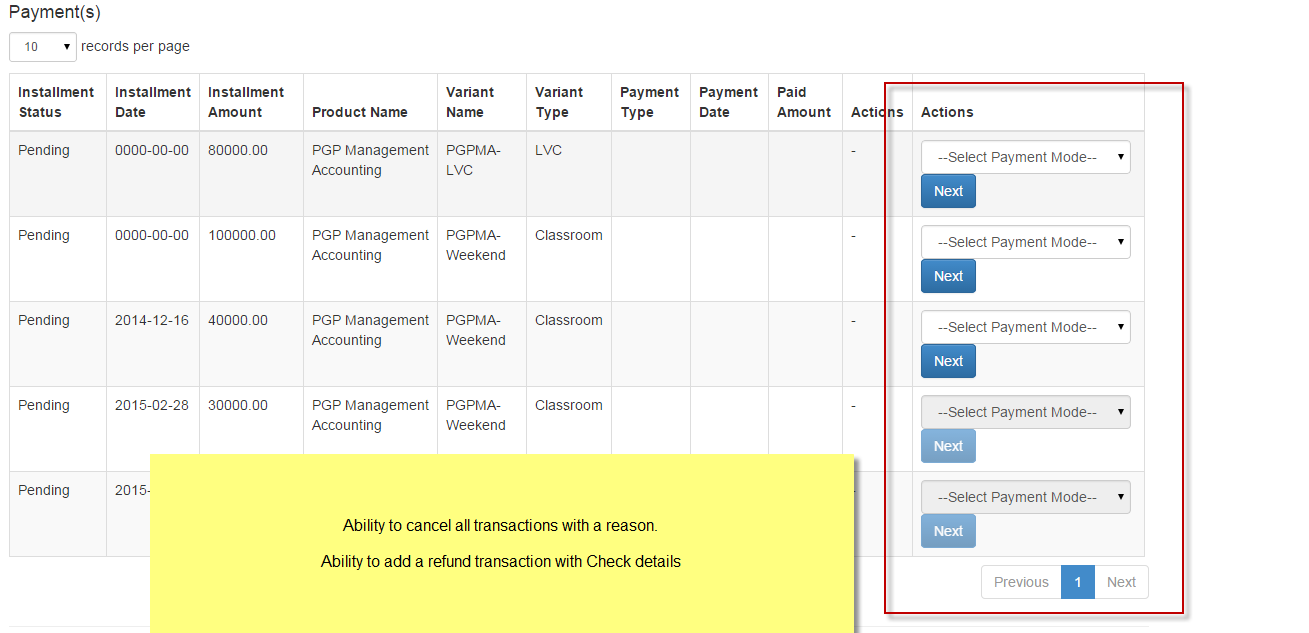 Payment(s)
10 records per page
Installment Status Installment Date Installment Amount Product Name Variant Name Variant Type Payment Type Payment Date Paid Amount Actions Actions
Pending 0000-00-00 80000.00 PGP Management Accounting PGPMA-LVC LVC - --Select Payment Mode--
Next
Pending 0000-00-00 100000.00 PGP Management Accounting PGPMA-Weekend Classroom - --Select Payment Mode--
Next
Pending 2014-12-16 40000.00 PGP Management Accounting PGPMA-Weekend Classroom - --Select Payment Mode--
Next
Pending 2015-02-28 30000.00 PGP Management Accounting PGPMA-Weekend Classroom - --Select Payment Mode--
Next
Pending 2015- - --Select Payment Mode--
Next
Ability to cancel all transactions with a reason.
Ability to add a refund transaction with Check details
Previous 1 Next